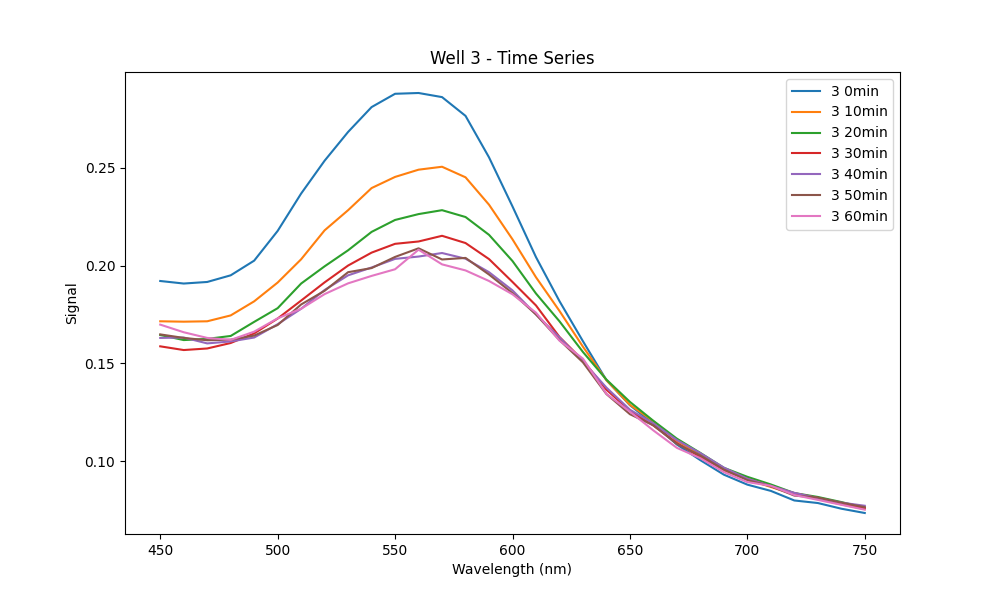 Well 3 - Time Series
3 0min
3 10min
3 20min
3 30min
3 40min
3 50min
3 60min
Signal
0.25
0.20
0.15
0.10
450
500
550
600
650
700
750
Wavelength (nm)